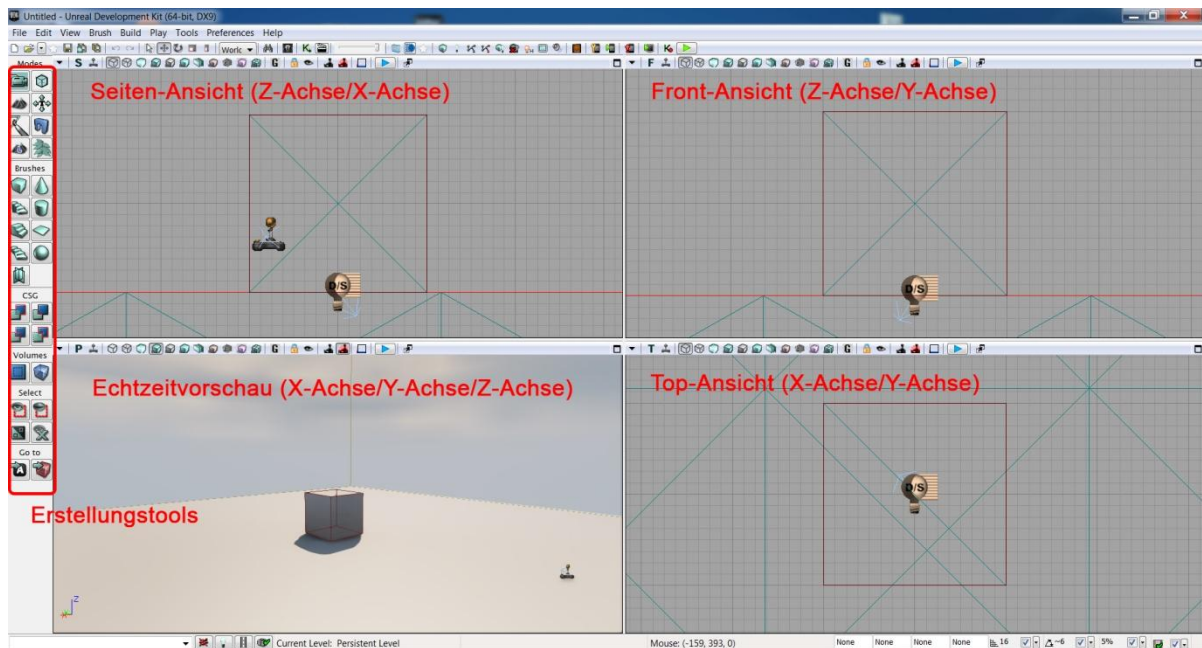 Untitled - Unreal Development Kit (64-bit, DX9)
File Edit View Brush Build Play Tools Preferences Help
Work
Modes
S G
F G
Seiten-Ansicht (Z-Achse/X-Achse)
Front-Ansicht (Z-Achse/Y-Achse)
Brushes
D/S
D/S
CSG
P G
T G
Volumes
Echtzeitvorschau (X-Achse/Y-Achse/Z-Achse)
Top-Ansicht (X-Achse/Y-Achse)
Select
Go to
A
D/S
Erstellungstools
Z
Current Level: Persistent Level
Mouse: (-159, 393, 0)
None None None None 16 ~6 5%